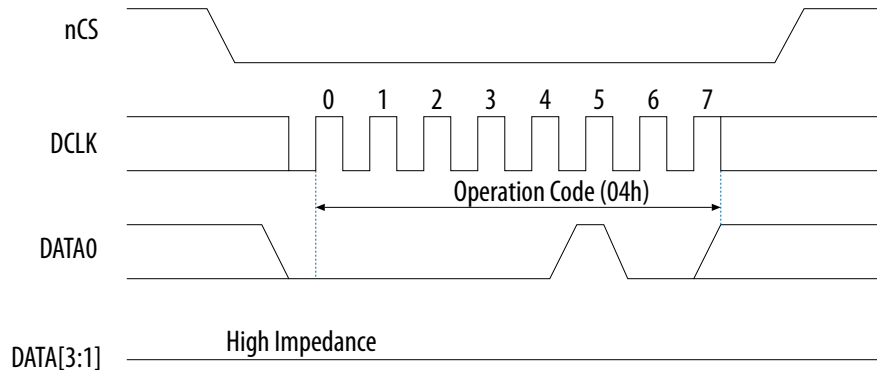 nCS
0 1 2 3 4 5 6 7
DCLK
Operation Code (04h)
DATA0
High Impedance
DATA[3:1]